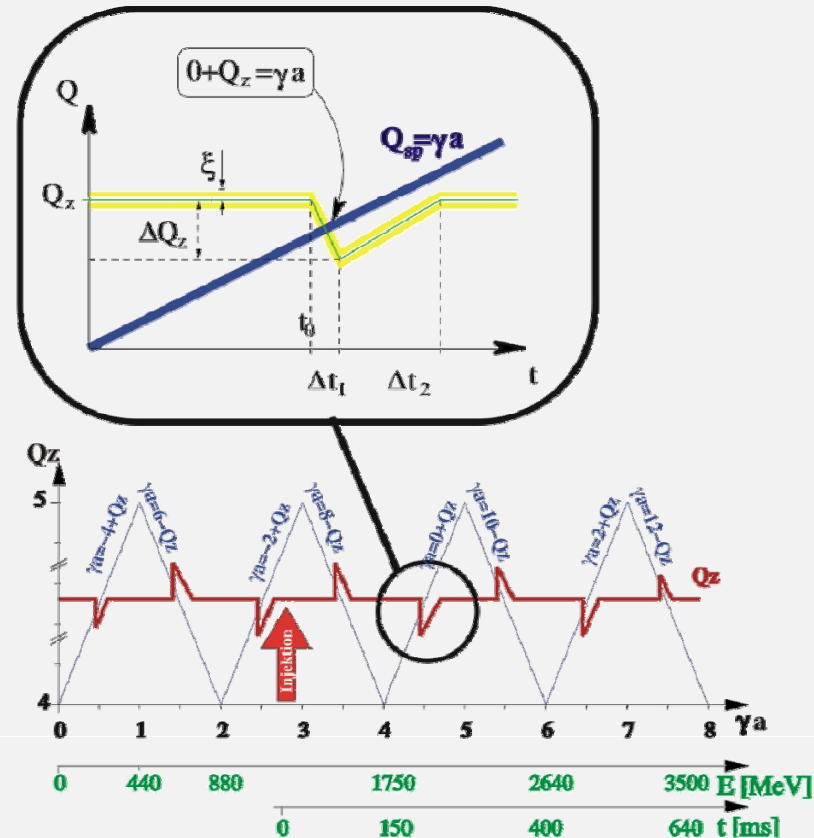 0+Qz=γa
Q
Qsp=γa
ξ
Qz
ΔQz
t0
t
Δt1 Δt2
Qz
5
γa=-4+Qz
γa=6-Qz
γa=-2+Qz
γa=8-Qz
γa=0+Qz
γa=10-Qz
γa=2+Qz
γa=12-Qz
Qz
Injektion
4
0 1 2 3 4 5 6 7 8 γa
0 440 880 1750 2640 3500 E [MeV]
0 150 400 640 t [ms]